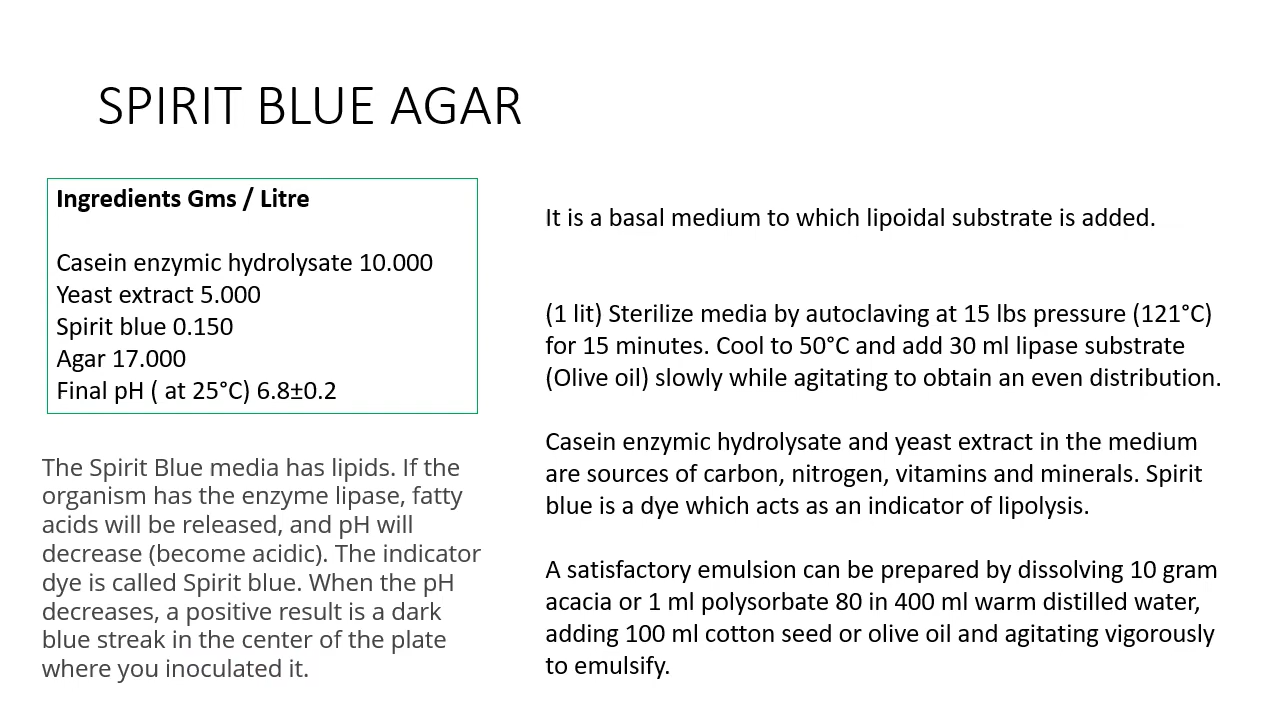 SPIRIT BLUE AGAR
Ingredients Gms / Litre
Casein enzymic hydrolysate 10.000
Yeast extract 5.000
Spirit blue 0.150
Agar 17.000
Final pH ( at 25°C) 6.8±0.2
The Spirit Blue media has lipids. If the
organism has the enzyme lipase, fatty
acids will be released, and pH will
decrease (become acidic). The indicator
dye is called Spirit blue. When the pH
decreases, a positive result is a dark
blue streak in the center of the plate
where you inoculated it.
It is a basal medium to which lipoidal substrate is added.
(1 lit) Sterilize media by autoclaving at 15 lbs pressure (121°C)
for 15 minutes. Cool to 50°C and add 30 ml lipase substrate
(Olive oil) slowly while agitating to obtain an even distribution.
Casein enzymic hydrolysate and yeast extract in the medium
are sources of carbon, nitrogen, vitamins and minerals. Spirit
blue is a dye which acts as an indicator of lipolysis.
A satisfactory emulsion can be prepared by dissolving 10 gram
acacia or 1 ml polysorbate 80 in 400 ml warm distilled water,
adding 100 ml cotton seed or olive oil and agitating vigorously
to emulsify.